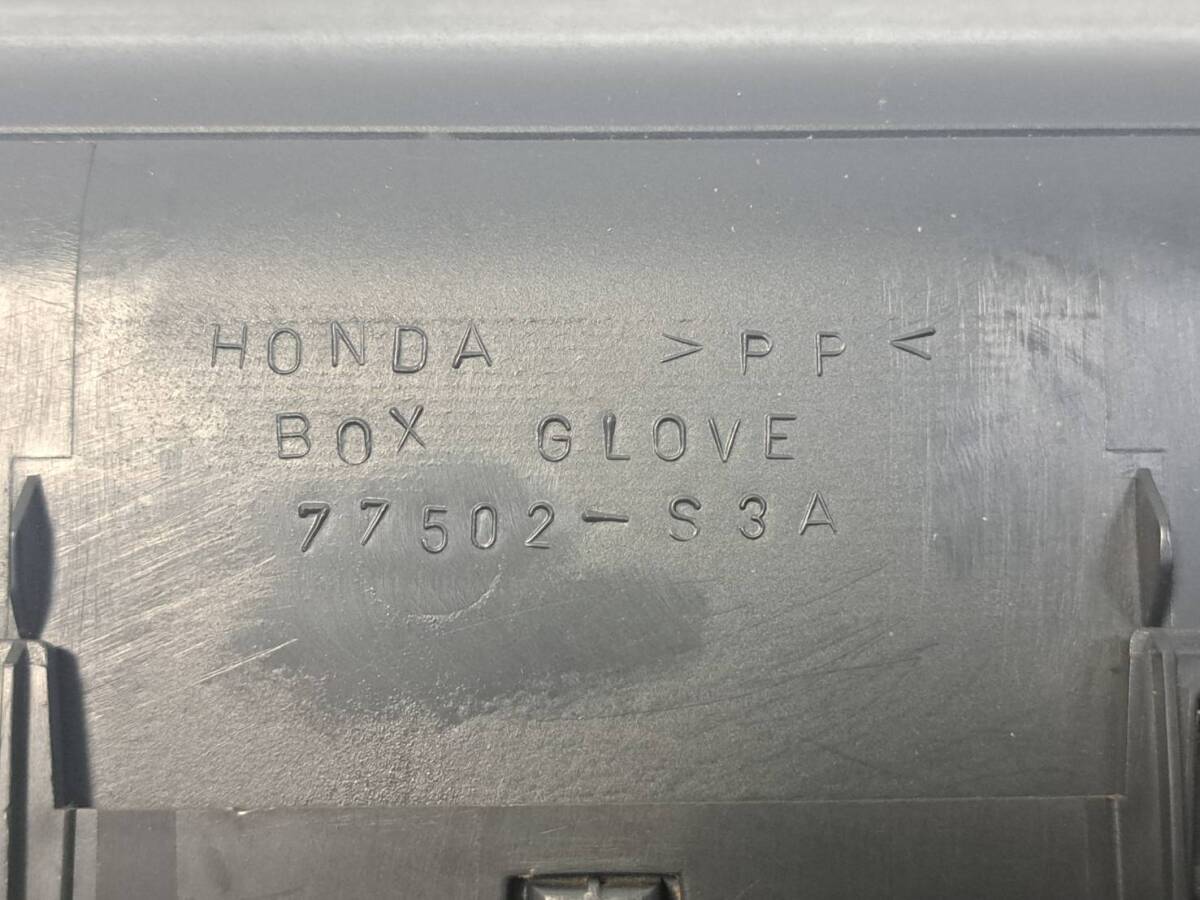 HONDA >PP<
BOX GLOVE
77502-S3A